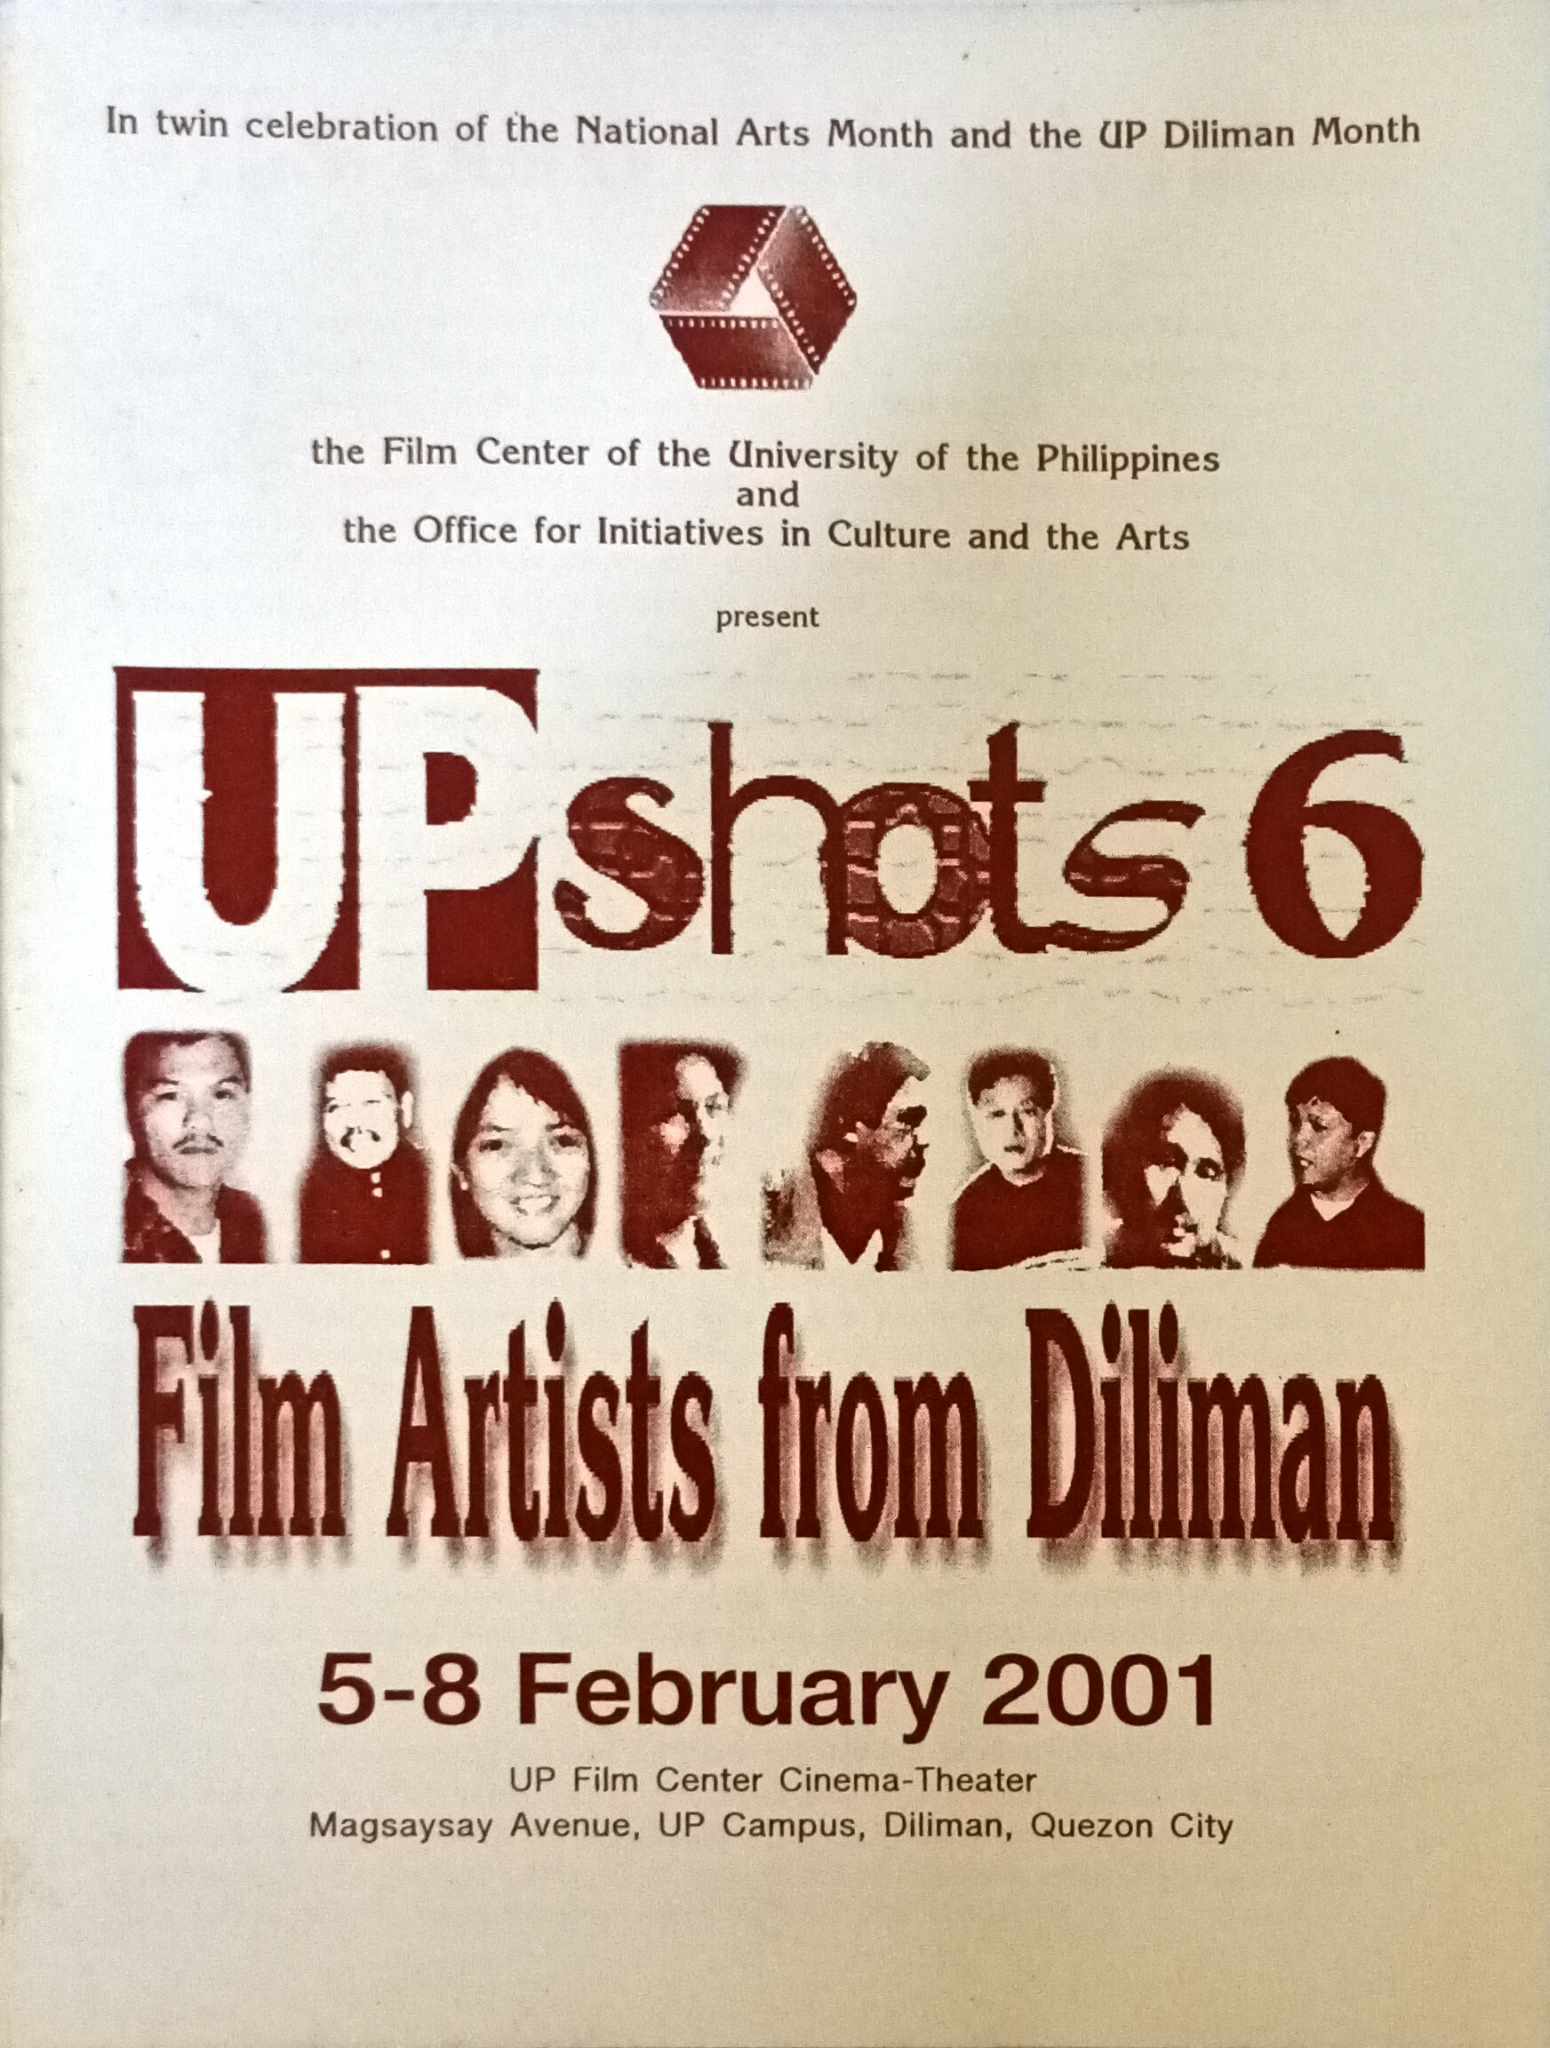 In twin celebration of the National Arts Month and the UP Diliman Month
the Film Center of the University of the Philippines
and
the Office for Initiatives in Culture and the Arts
present
UPshots 6
Film Artists from Diliman
5-8 February 2001
UP Film Center Cinema-Theater
Magsaysay Avenue, UP Campus, Diliman, Quezon City